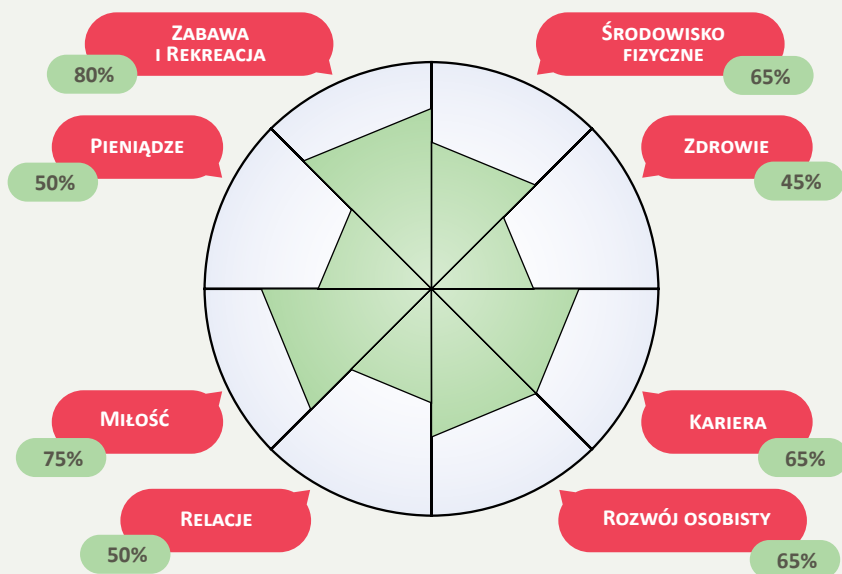 Zabawa
i Rekreacja
80%
Środowisko
fizyczne
65%
Pieniądze
50%
Zdrowie
45%
Miłość
75%
Kariera
65%
Relacje
50%
Rozwój osobisty
65%